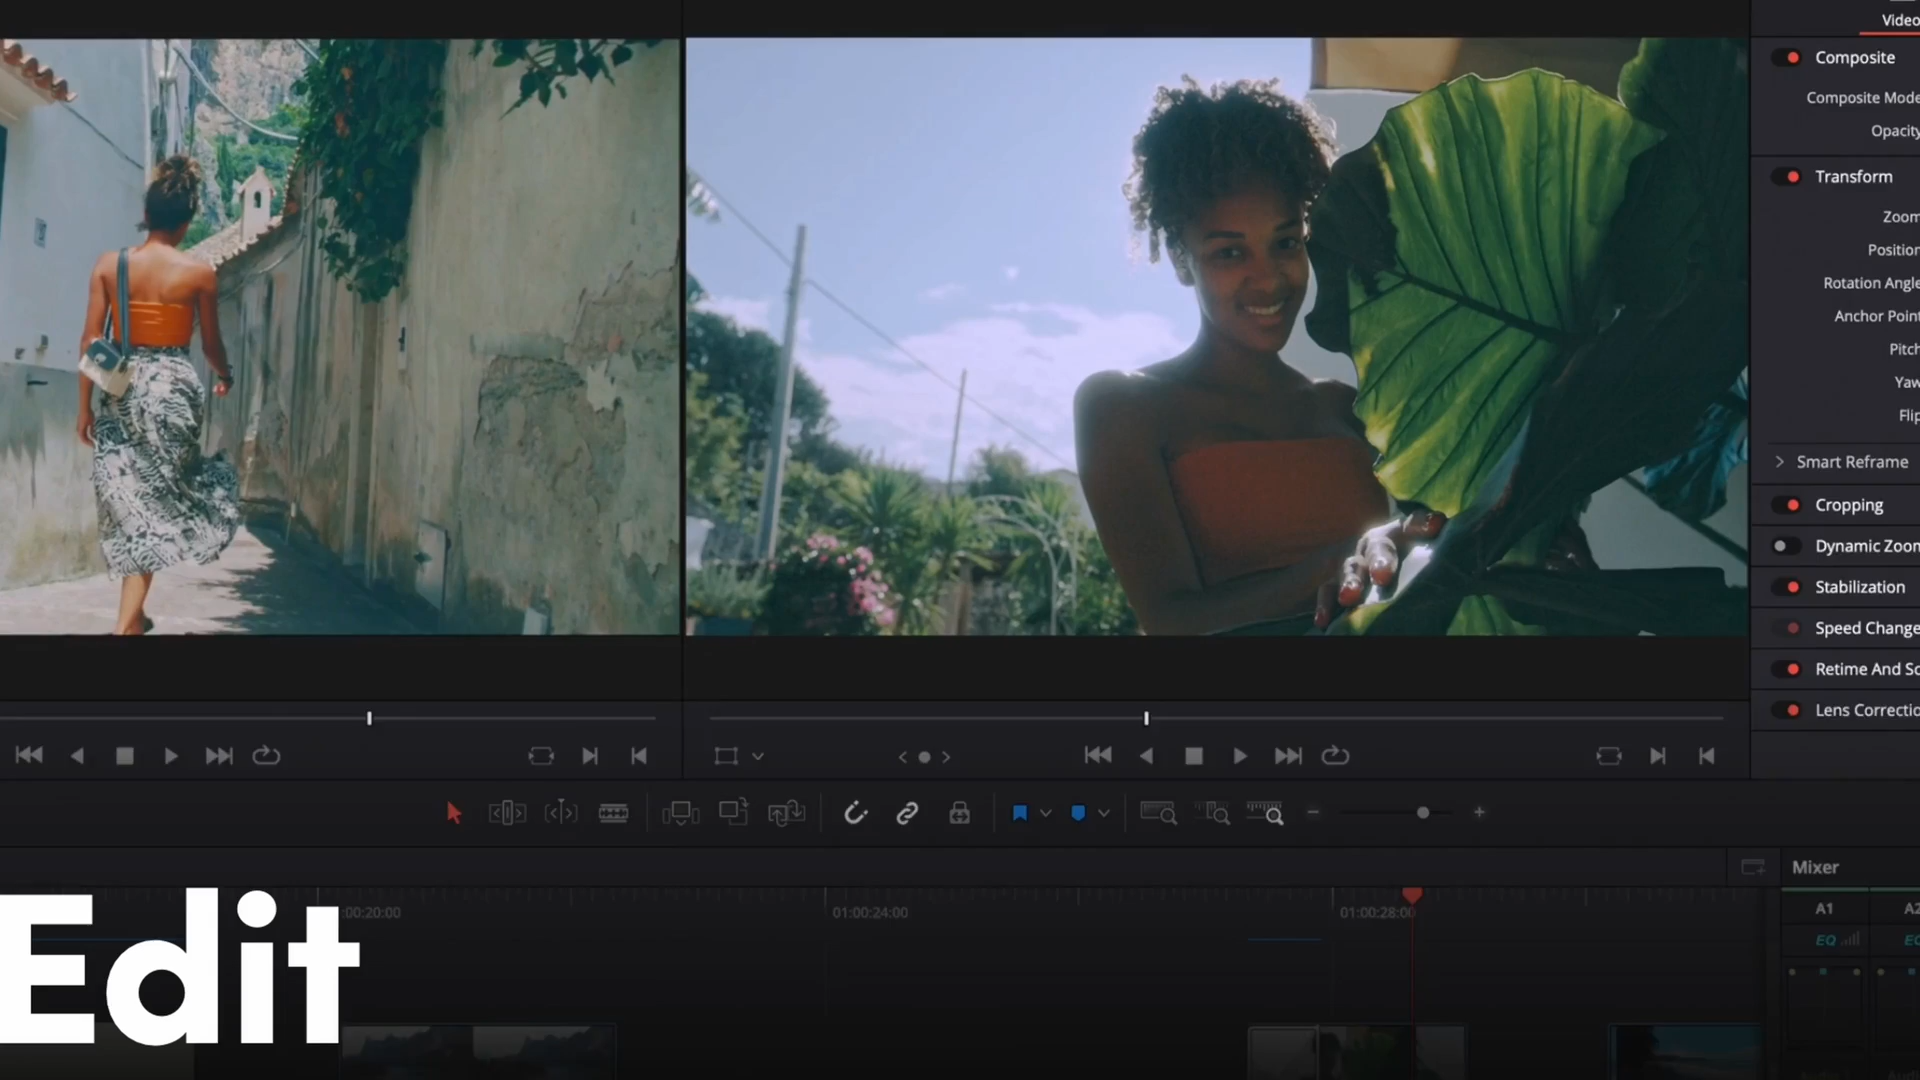 Video
Composite
Composite Mode
Opacity
Transform
Zoom
Position
Rotation Angle
Anchor Point
Pitch
Yaw
Flip
Smart Reframe
Cropping
Dynamic Zoom
Stabilization
Speed Change
Retime And Sc
Lens Correctio
Mixer
:00:20:00
01:00:24:00
01:00:28:00
A1
A2
EQ
EQ
Edit